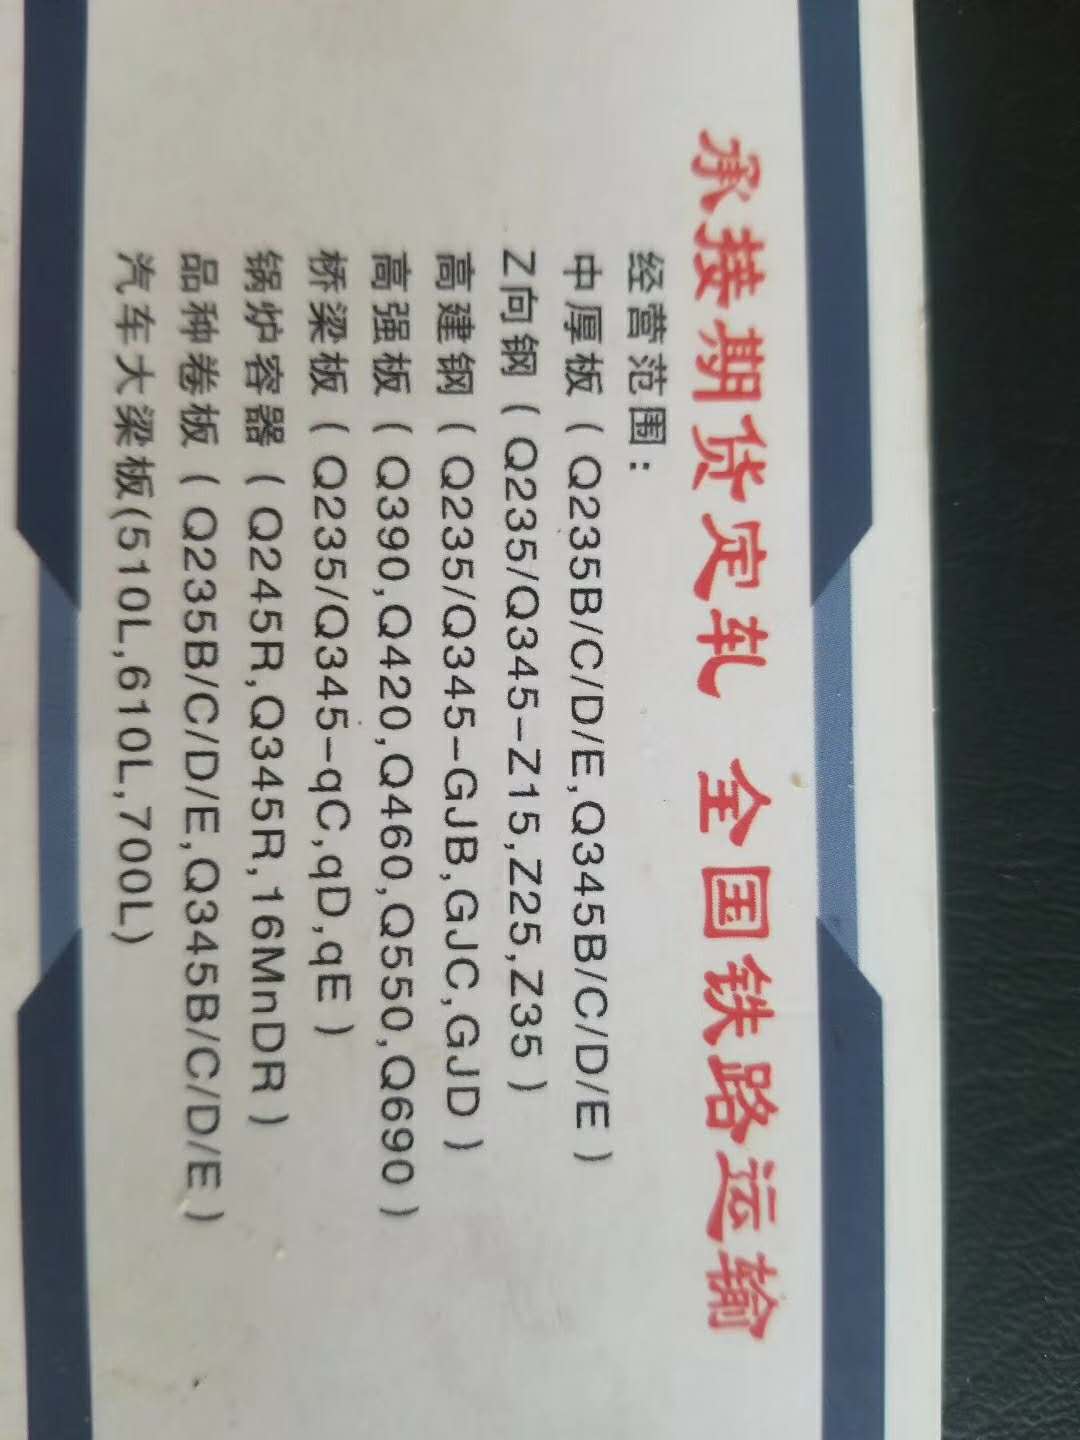 承接期货定轧 全国铁路运输
经营范围：
中厚板（Q235B/C/D/E,Q345B/C/D/E）
Z向钢（Q235/Q345-Z15,Z25,Z35）
高建钢（Q235/Q345-GJB,GJC,GJD）
高强板（Q390,Q420,Q460,Q550,Q690）
桥梁板（Q235/Q345-qC,qD,qE）
锅炉容器（Q245R,Q345R,16MnDR）
品种卷板（Q235B/C/D/E,Q345B/C/D/E）
汽车大梁板(510L,610L,700L)